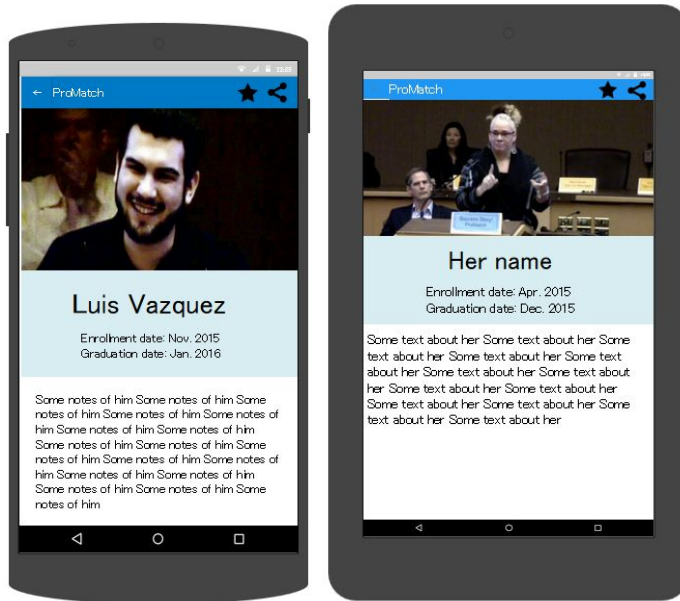 ProMatch
Luis Vazquez
Enrollment date: Nov. 2015
Graduation date: Jan. 2016
Some notes of him Some notes of him Some
notes of him Some notes of him Some notes of
him Some notes of him Some notes of him
Some notes of him Some notes of him Some
notes of him Some notes of him Some notes of
him Some notes of him Some notes of him
Some notes of him Some notes of him Some
notes of him
ProMatch
Her name
Enrollment date: Apr. 2015
Graduation date: Dec. 2015
Some text about her Some text about her Some
text about her Some text about her Some text
about her Some text about her Some text about
her Some text about her Some text about her
Some text about her Some text about her Some
text about her Some text about her